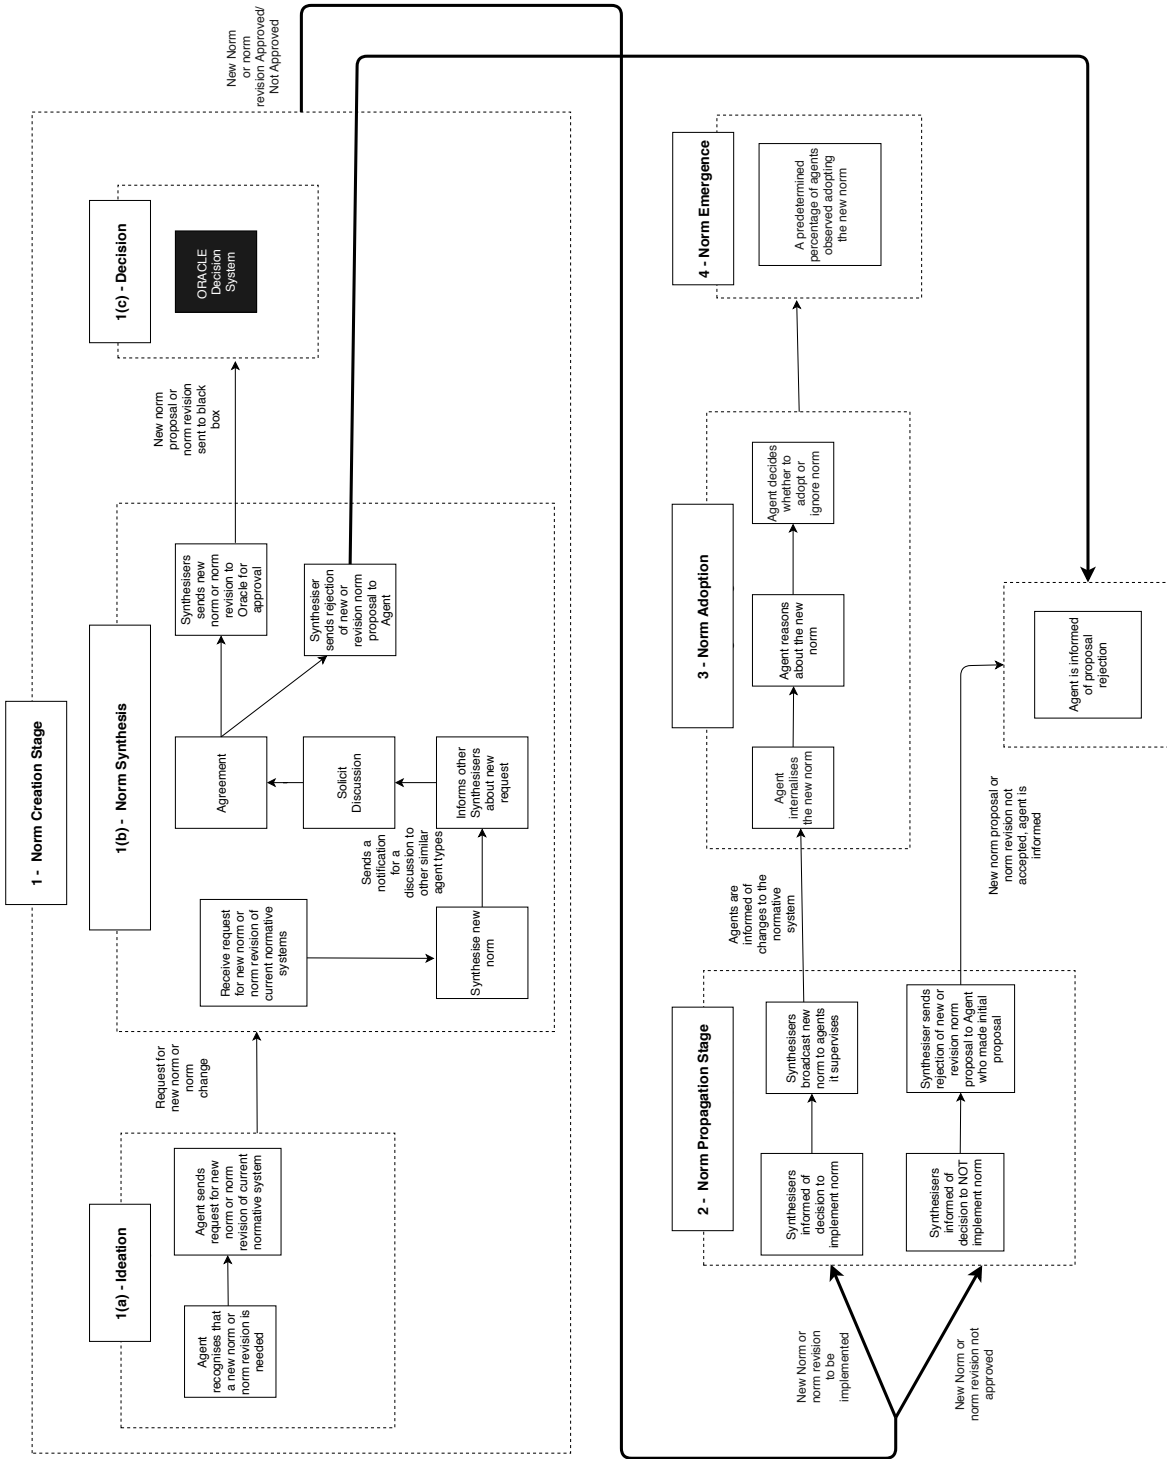 1 - Norm Creation Stage
1(a) - Ideation
Agent
recognises that
a new norm or
norm revision is
needed
Agent sends
request for new
norm or norm
revision of current
normative system
Request for
new norm or
norm
change
1(b) - Norm Synthesis
Receive request
for new norm or
norm revision of
current normative
systems
Synthesise new
norm
Sends a
notification
for a
discussion to
other similar
agent types
Informs other
Synthesisers
about new
request
Solicit
Discussion
Agreement
Synthesisers
sends new
norm or norm
revision to
Oracle for
approval
Synthesiser
sends rejection
of new or
revision norm
proposal to
Agent
New norm
proposal or
norm revision
sent to black
box
1(c) - Decision
ORACLE
Decision
System
New Norm
or norm
revision Approved/
Not Approved
New Norm or
norm revision
to be
implemented
New Norm or
norm revision not
approved
2 - Norm Propagation Stage
Synthesisers
informed of
decision to
implement norm
Synthesisers
broadcast new
norm to agents
it supervises
Synthesisers
informed of
decision to NOT
implement norm
Synthesiser sends
rejection of new or
revision norm
proposal to Agent
who made initial
proposal
Agents are
informed of
changes to the
normative
system
New norm proposal or
norm revision not
accepted, agent is
informed
3 - Norm Adoption
Agent
internalises
the new norm
Agent reasons
about the new
norm
Agent decides
whether to
adopt or
ignore norm
Agent is informed
of proposal
rejection
4 - Norm Emergence
A predetermined
percentage of agents
observed adopting
the new norm